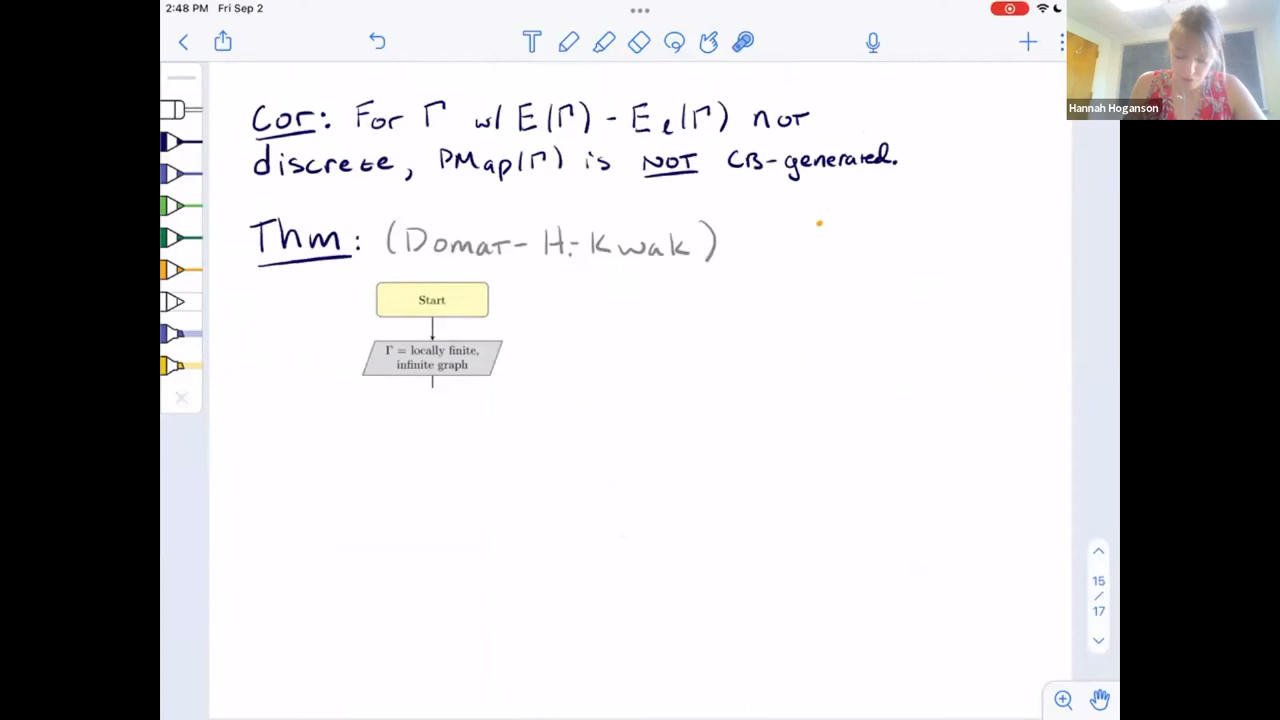 2:48 PM Fri Sep 2
Hannah Hoganson
Cor: For Γ w/ E(Γ) - E_ℓ(Γ) not
discrete, PMap(Γ) is NOT CB-generated.
Thm: (Domat - H. - Kwak)
Start
Γ = locally finite,
infinite graph
15
/
17